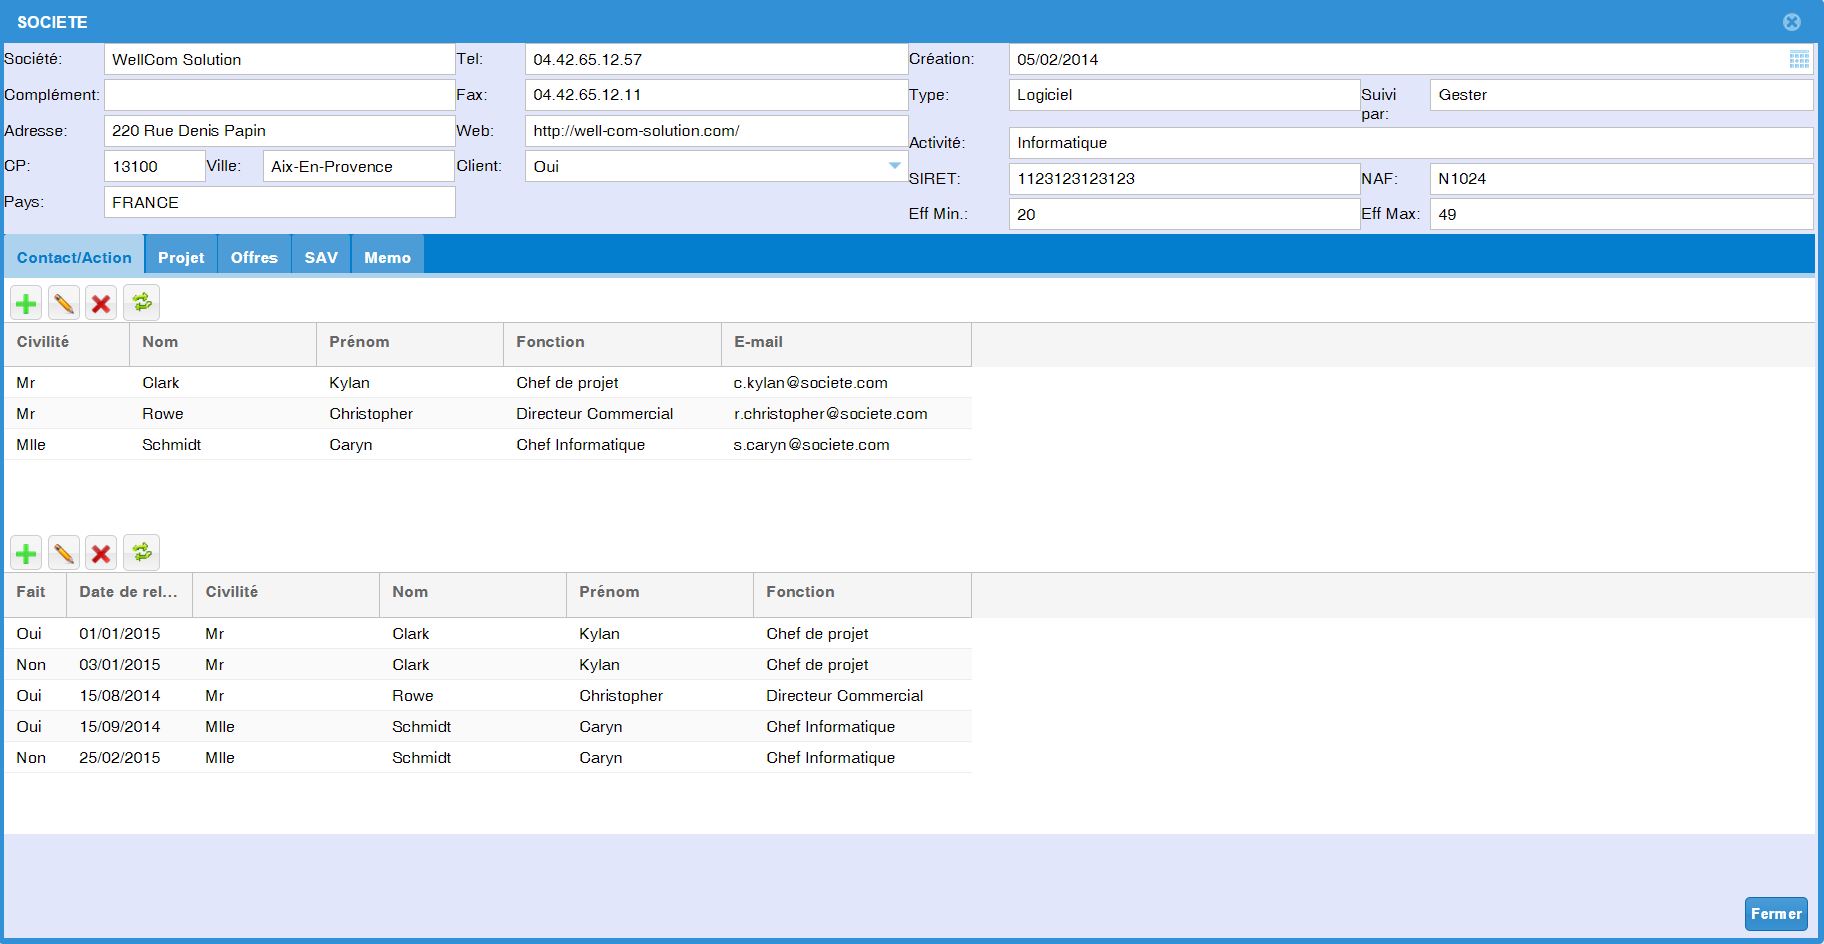 SOCIETE
Société: WellCom Solution Tel: 04.42.65.12.57 Création: 05/02/2014
Complément: Fax: 04.42.65.12.11 Type: Logiciel Suivi par: Gester
Adresse: 220 Rue Denis Papin Web: http://well-com-solution.com/ Activité: Informatique
CP: 13100 Ville: Aix-En-Provence Client: Oui SIRET: 1123123123123 NAF: N1024
Pays: FRANCE Eff Min.: 20 Eff Max: 49
Contact/Action Projet Offres SAV Memo
Civilité Nom Prénom Fonction E-mail
Mr Clark Kylan Chef de projet c.kylan@societe.com
Mr Rowe Christopher Directeur Commercial r.christopher@societe.com
Mlle Schmidt Caryn Chef Informatique s.caryn@societe.com
Fait Date de rel... Civilité Nom Prénom Fonction
Oui 01/01/2015 Mr Clark Kylan Chef de projet
Non 03/01/2015 Mr Clark Kylan Chef de projet
Oui 15/08/2014 Mr Rowe Christopher Directeur Commercial
Oui 15/09/2014 Mlle Schmidt Caryn Chef Informatique
Non 25/02/2015 Mlle Schmidt Caryn Chef Informatique
Fermer